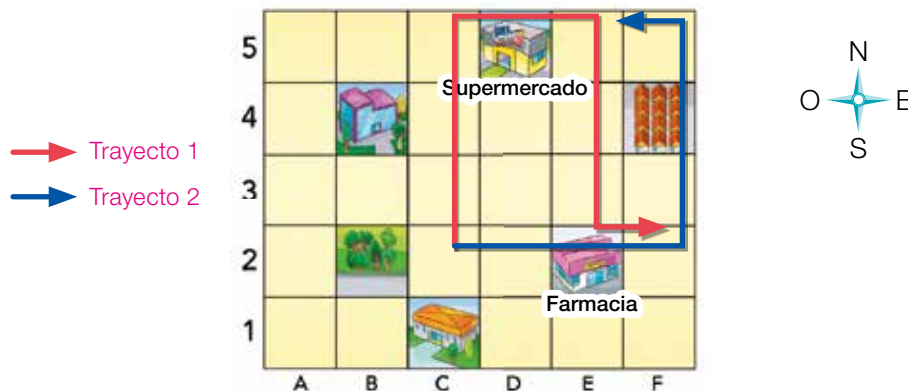 5
N
Supermercado
4
O
E
S
Trayecto 1
3
Trayecto 2
2
Farmacia
1
A B C D E F